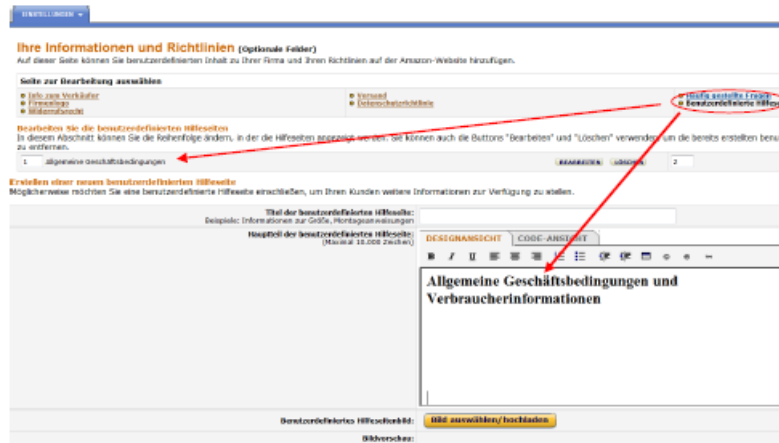 EINSTELLUNGEN
Ihre Informationen und Richtlinien (Optionale Felder)
Auf dieser Seite können Sie benutzerdefinierten Inhalt zu Ihrer Firma und Ihren Richtlinien auf der Amazon-Website hinzufügen.
Seite zur Bearbeitung auswählen
Info zum Verkäufer
Firmenlogo
Widerrufsrecht
Versand
Datenschutzrichtlinie
Häufig gestellte Fragen
Benutzerdefinierte Hilfese
Bearbeiten Sie die benutzerdefinierten Hilfeseiten
In diesem Abschnitt können Sie die Reihenfolge ändern, in der die Hilfeseiten angezeigt werden. Sie können auch die Buttons "Bearbeiten" und "Löschen" verwenden, um die bereits erstellten benu
zu entfernen.
1 Allgemeine Geschäftsbedingungen BEARBEITEN LÖSCHEN 2
Erstellen einer neuen benutzerdefinierten Hilfeseite
Möglicherweise möchten Sie eine benutzerdefinierte Hilfeseite einschließen, um Ihren Kunden weitere Informationen zur Verfügung zu stellen.
Titel der benutzerdefinierten Hilfeseite:
Beispiele: Informationen zur Größe, Montageanweisungen
Hauptteil der benutzerdefinierten Hilfeseite:
(Maximal 10.000 Zeichen)
DESIGNANSICHT CODE-ANSICHT
B I U
Allgemeine Geschäftsbedingungen und
Verbraucherinformationen
Benutzerdefiniertes Hilfeseitenbild:
Bild auswählen/hochladen
Bildvorschau: